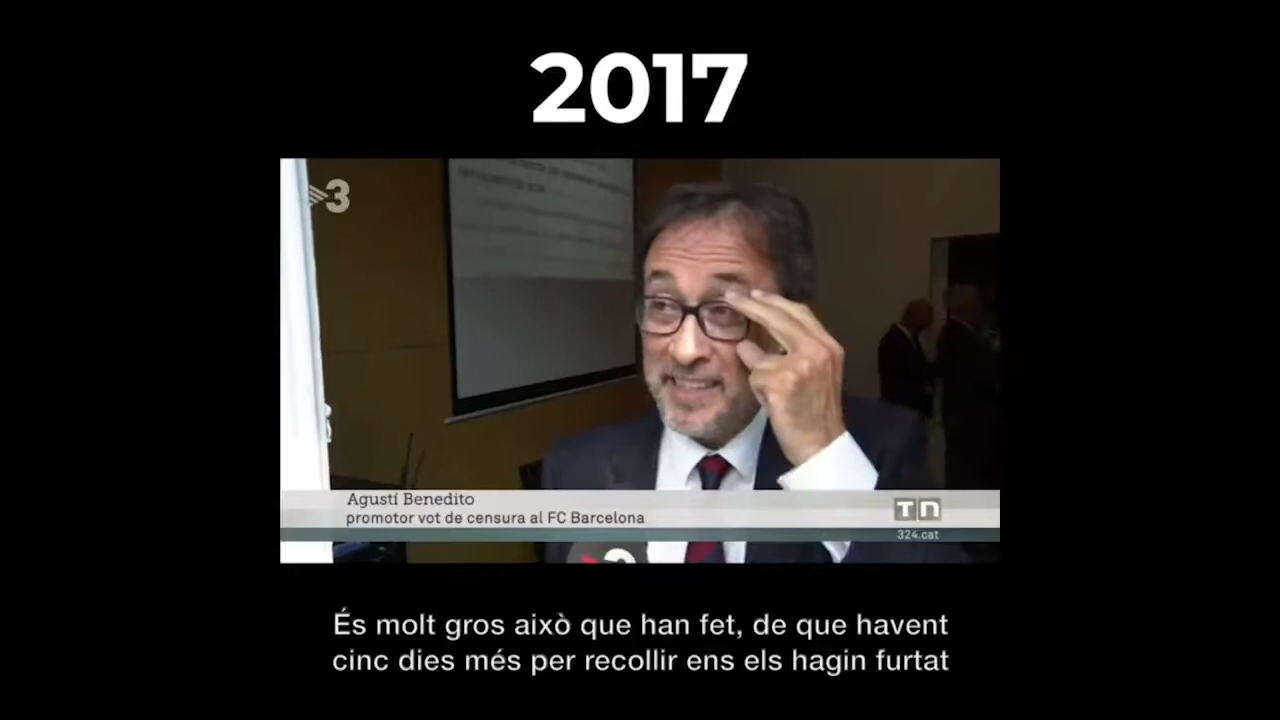 2017
3
Agustí Benedito
promotor vot de censura al FC Barcelona
TN
324.cat
És molt gros això que han fet, de que havent
cinc dies més per recollir ens els hagin furtat